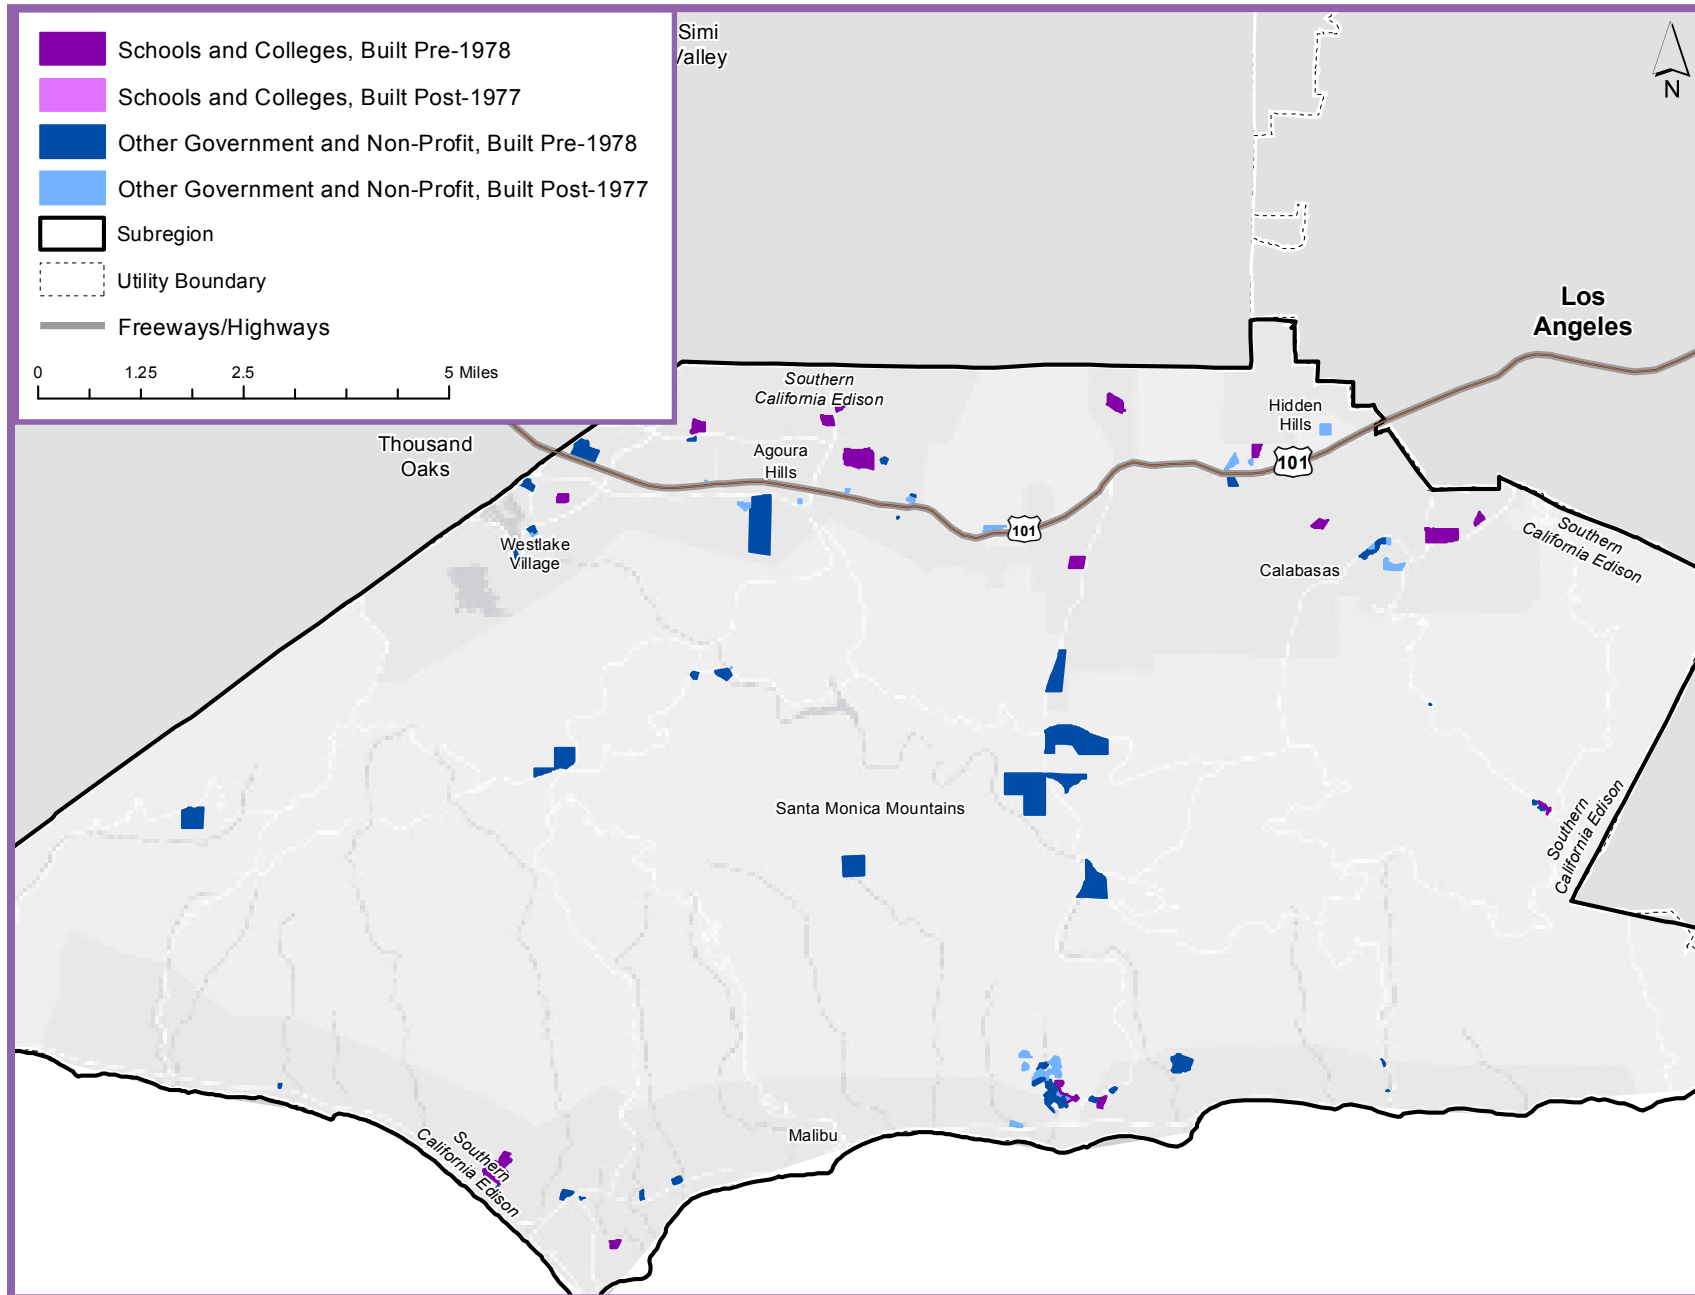 Schools and Colleges, Built Pre-1978
Schools and Colleges, Built Post-1977
Other Government and Non-Profit, Built Pre-1978
Other Government and Non-Profit, Built Post-1977
Subregion
Utility Boundary
Freeways/Highways
0 1.25 2.5 5 Miles
Simi
Valley
N
Los
Angeles
Southern
California Edison
Hidden
Hills
Thousand
Oaks
Agoura
Hills
101
101
Westlake
Village
Calabasas
Southern
California Edison
Santa Monica Mountains
Southern
California Edison
Malibu
Southern
California Edison